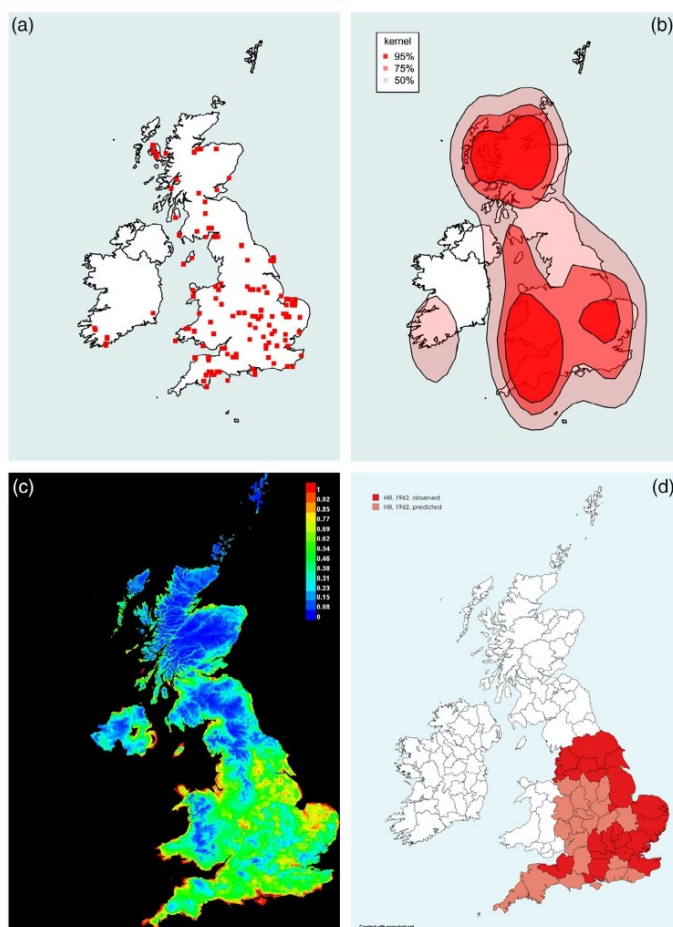 (a)
(b)
kernel
95%
75%
50%
(c)
1
0.92
0.85
0.77
0.69
0.62
0.54
0.46
0.38
0.31
0.23
0.15
0.08
0
(d)
Hill, 1962, observed
Hill, 1962, predicted